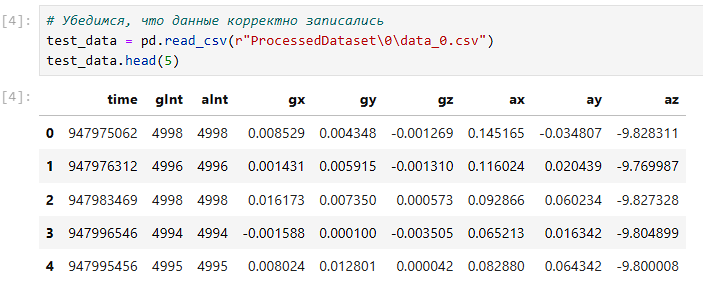 [4]: # Убедимся, что данные корректно записались
test_data = pd.read_csv(r"ProcessedDataset\0\data_0.csv")
test_data.head(5)
[4]: time gInt aInt gx gy gz ax ay az
0 947975062 4998 4998 0.008529 0.004348 -0.001269 0.145165 -0.034807 -9.828311
1 947976312 4996 4996 0.001431 0.005915 -0.001310 0.116024 0.020439 -9.769987
2 947983469 4998 4998 0.016173 0.007350 0.000573 0.092866 0.060234 -9.827328
3 947996546 4994 4994 -0.001588 0.000100 -0.003505 0.065213 0.016342 -9.804899
4 947995456 4995 4995 0.008024 0.012801 0.000042 0.082880 0.064342 -9.800008